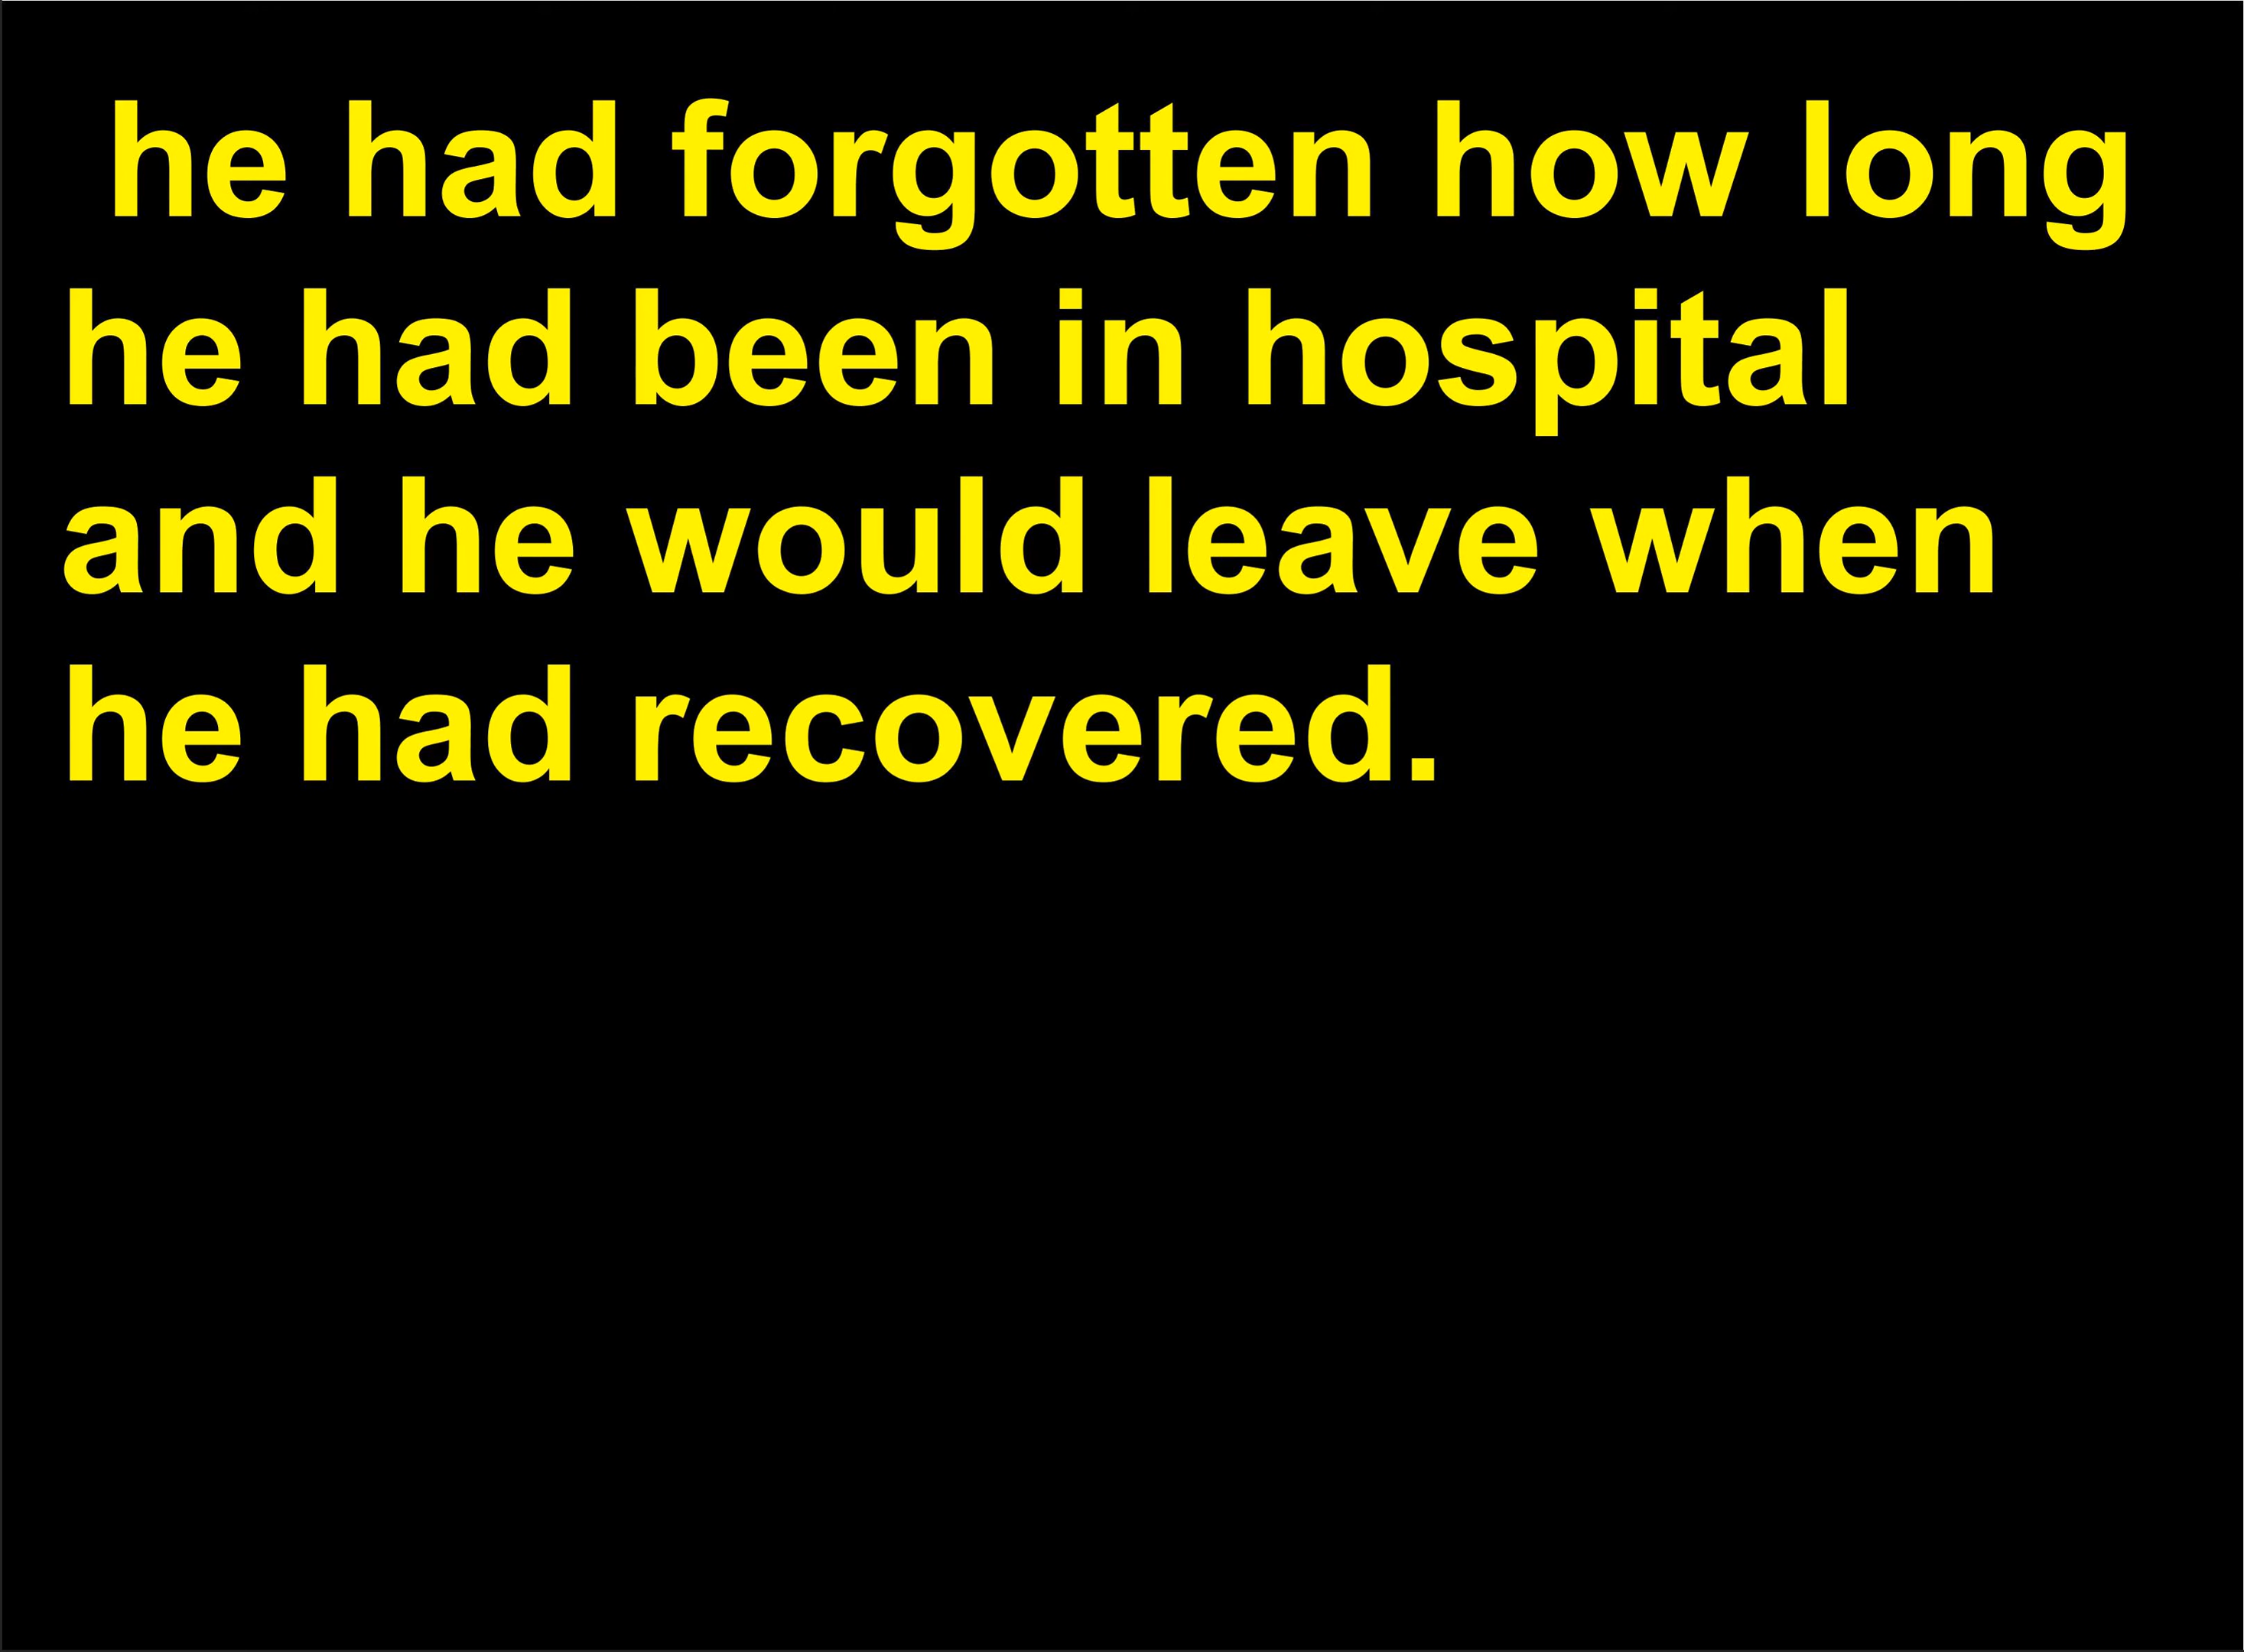 he had forgotten how long
he had been in hospital
and he would leave when
he had recovered.